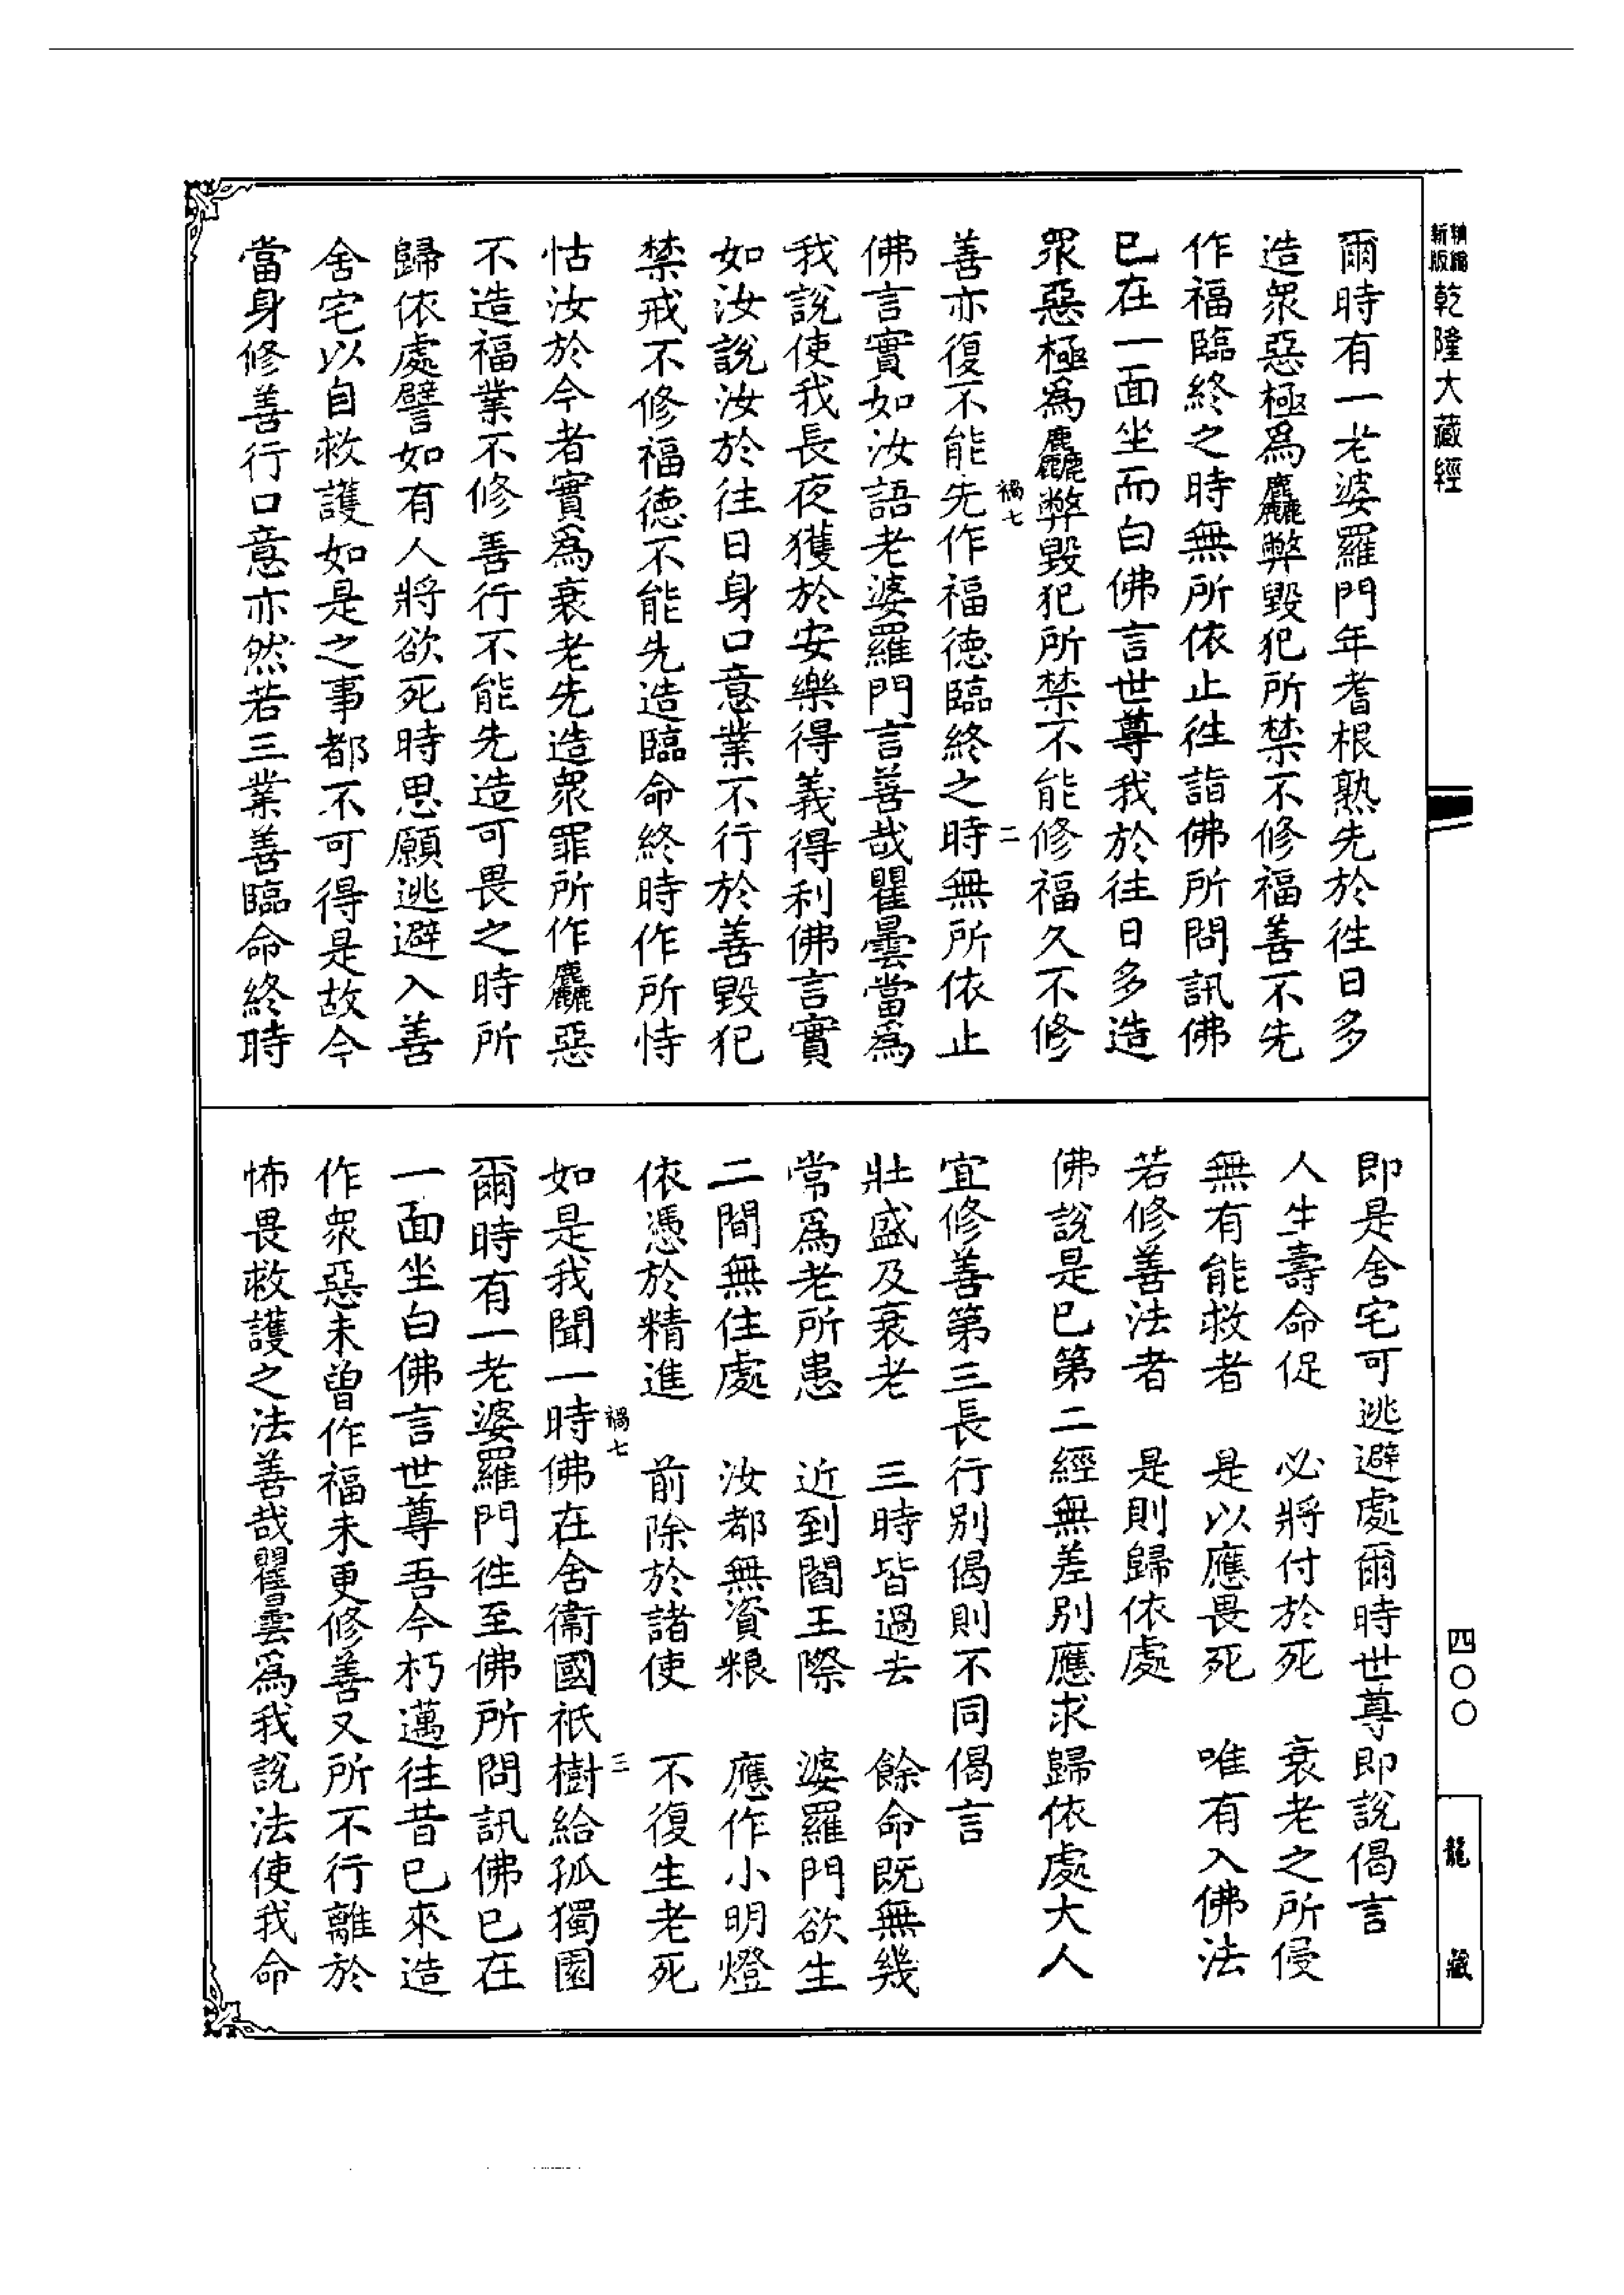 精縮新版乾隆大藏經
爾時有一老婆羅門年耆根熟先於往日多
造衆惡極爲麤弊毀犯所禁不修福善不先
作福臨終之時無所依止往詣佛所問訊佛
已在一面坐而白佛言世尊我於往日多造
衆惡極爲麤弊毀犯所禁不能修福久不修
禍七 二
善亦復不能先作福德臨終之時無所依止
佛言實如汝語老婆羅門言善哉瞿曇當爲
我說使我長夜獲於安樂得義得利佛言實
如汝說汝於往日身口意業不行於善毀犯
禁戒不修福德不能先造臨命終時作所恃
怙汝於今者實爲衰老先造衆罪所作麤惡
不造福業不修善行不能先造可畏之時所
歸依處譬如有人將欲死時思願逃避入善
舍宅以自救護如是之事都不可得是故今
當身修善行口意亦然若三業善臨命終時
即是舍宅可逃避處爾時世尊即說偈言
人生壽命促 必將付於死 衰老之所侵
無有能救者 是以應畏死 唯有入佛法
若修善法者 是則歸依處
佛說是已第二經無差別應求歸依處大人
宜修善第三長行別偈則不同偈言
壯盛及衰老 三時皆過去 餘命既無幾
常爲老所患 近到閻王際 婆羅門欲生
二間無住處 汝都無資粮 應作小明燈
依憑於精進 前除於諸使 不復生老死
禍七 三
如是我聞一時佛在舍衞國祇樹給孤獨園
爾時有一老婆羅門往至佛所問訊佛已在
一面坐白佛言世尊吾今朽邁往昔已來造
作衆惡未曾作福未更修善又所不行離於
怖畏救護之法善哉瞿曇爲我說法使我命
四〇〇
龍藏